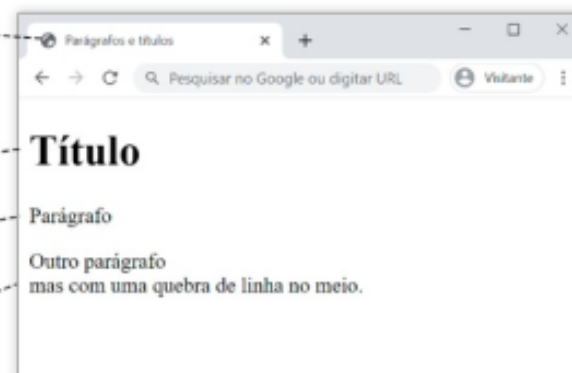 Parágrafos e títulos
Pesquisar no Google ou digitar URL
Visitante
Título
Parágrafo
Outro parágrafo
mas com uma quebra de linha no meio.